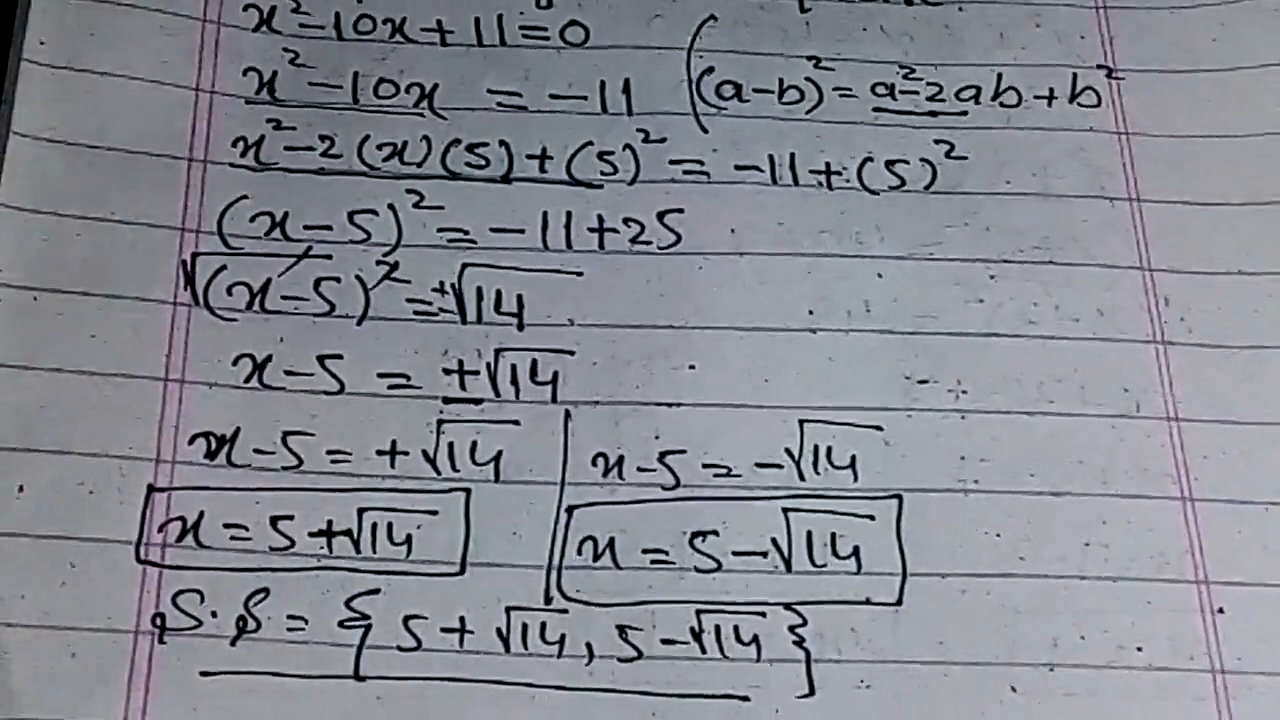 x²-10x+11=0
x²-10x = -11 (a-b)² = a²-2ab+b²
x²-2(x)(5)+(5)² = -11+(5)²
(x-5)² = -11+25
√(x-5)² = ±√14
x-5 = ±√14
x-5 = +√14 | x-5 = -√14
x = 5+√14 | x = 5-√14
S.S = { 5+√14, 5-√14 }